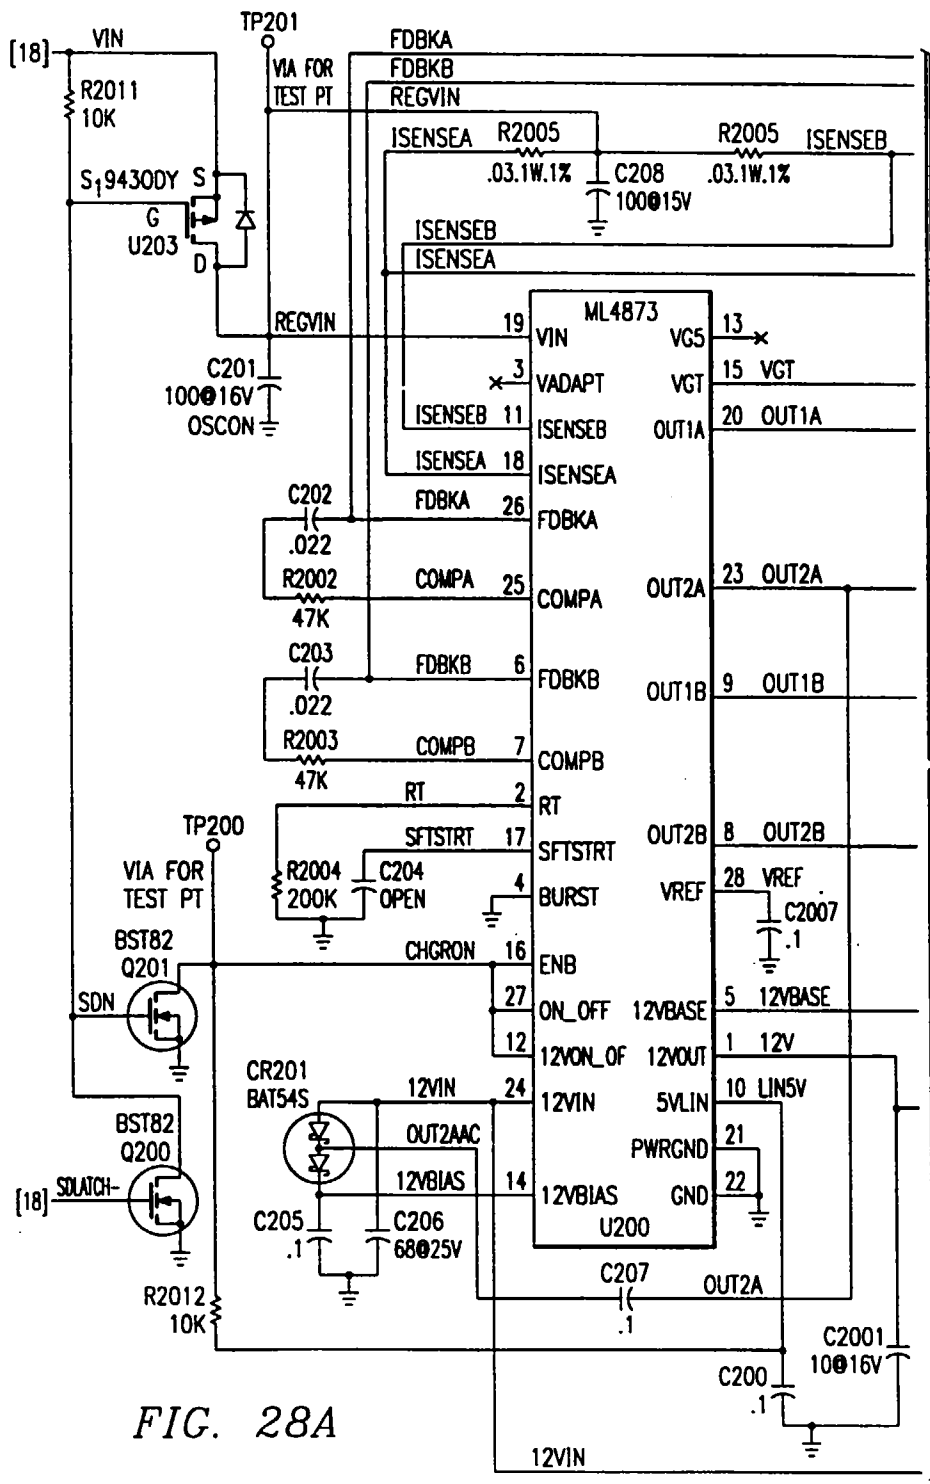 TP201
[18] VIN
FDBKA
R2011
10K
VIA FOR
TEST PT
FDBKB
REGVIN
ISENSEA
R2005
.03.1W.1%
R2005
.03.1W.1%
ISENSEB
C208
100@15V
S19430DY
S
G
U203
D
ISENSEB
ISENSEA
REGVIN
C201
100@16V
OSCON
ML4873
19 VIN
VG5 13
3 VADAPT
VGT 15 VGT
ISENSEB 11 ISENSEB
OUT1A 20 OUT1A
ISENSEA 18 ISENSEA
C202
.022
FDBKA 26 FDBKA
R2002
47K
COMPA 25 COMPA
OUT2A 23 OUT2A
C203
.022
FDBKB 6 FDBKB
OUT1B 9 OUT1B
R2003
47K
COMPB 7 COMPB
RT 2 RT
TP200
VIA FOR
TEST PT
SFTSTRT 17 SFTSTRT
OUT2B 8 OUT2B
R2004
200K
C204
OPEN
4 BURST
VREF 28 VREF
C2007
.1
BST82
Q201
CHGRON 16 ENB
SDN
27 ON_OFF
12VBASE 5 12VBASE
12 12VON_OF
12VOUT 1 12V
CR201
BAT54S
12VIN 24 12VIN
5VLIN 10 LIN5V
BST82
Q200
OUT2AAC
PWRGND 21
[18] SDLATCH-
12VBIAS 14 12VBIAS
GND 22
U200
C205
.1
C206
68@25V
C207
.1
OUT2A
R2012
10K
C2001
10@16V
C200
.1
FIG. 28A
12VIN